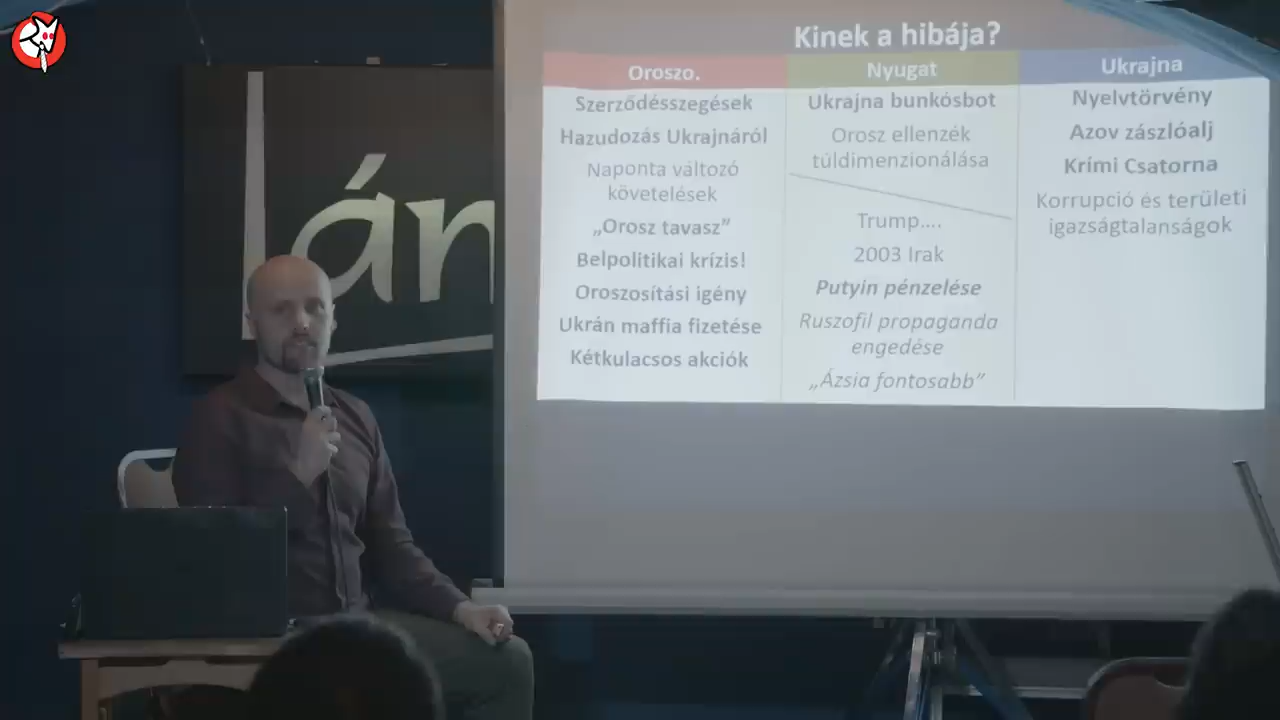 Kinek a hibája?
Oroszo.
Nyugat
Ukrajna
Szerződésszegések
Hazudozás Ukrajnáról
Naponta változó
követelések
„Orosz tavasz”
Belpolitikai krízis!
Oroszosítási igény
Ukrán maffia fizetése
Kétkulacsos akciók
Ukrajna bunkósbot
Orosz ellenzék
túldimenzionálása
Trump....
2003 Irak
Putyin pénzelése
Ruszofil propaganda
engedése
„Ázsia fontosabb”
Nyelvtörvény
Azov zászlóalj
Krími Csatorna
Korrupció és területi
igazságtalanságok
án